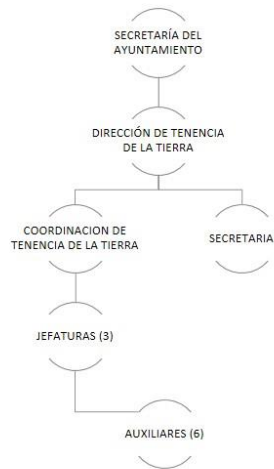 SECRETARÍA DEL
AYUNTAMIENTO
DIRECCIÓN DE TENENCIA
DE LA TIERRA
COORDINACION DE
TENENCIA DE LA TIERRA
SECRETARIA
JEFATURAS (3)
AUXILIARES (6)